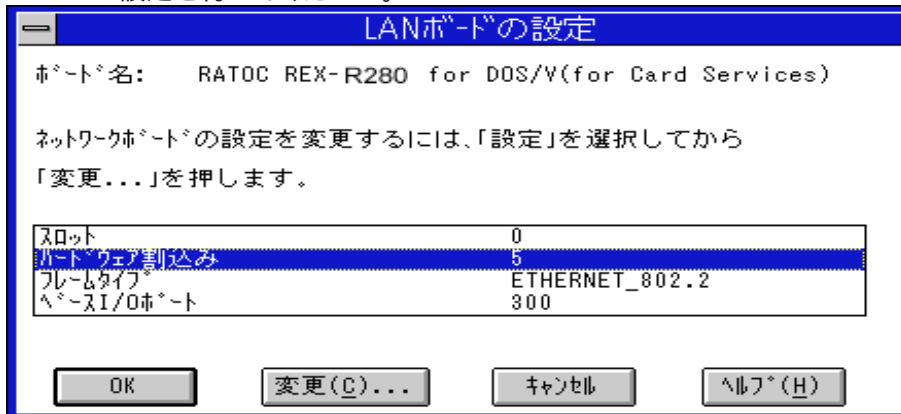 LANﾎﾞｰﾄﾞの設定
ﾎﾞｰﾄﾞ名: RATOC REX-R280 for DOS/V(for Card Services)
ﾈｯﾄﾜｰｸﾎﾞｰﾄﾞの設定を変更するには､｢設定｣を選択してから
｢変更...｣を押します。
ｽﾛｯﾄ 0
ﾊｰﾄﾞｳｪｱ割込み 5
ﾌﾚｰﾑﾀｲﾌﾟ ETHERNET_802.2
ﾍﾞｰｽI/Oﾎﾟｰﾄ 300
OK 変更(C)... ｷｬﾝｾﾙ ﾍﾙﾌﾟ(H)